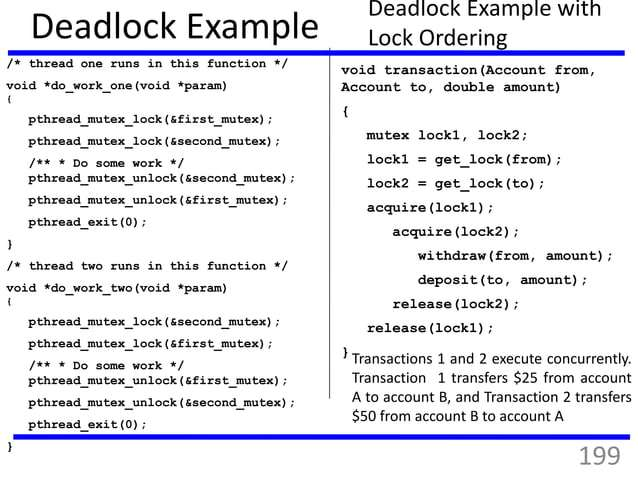 Deadlock Example
/* thread one runs in this function */
void *do_work_one(void *param)
{
pthread_mutex_lock(&first_mutex);
pthread_mutex_lock(&second_mutex);
/** * Do some work */
pthread_mutex_unlock(&second_mutex);
pthread_mutex_unlock(&first_mutex);
pthread_exit(0);
}
/* thread two runs in this function */
void *do_work_two(void *param)
{
pthread_mutex_lock(&second_mutex);
pthread_mutex_lock(&first_mutex);
/** * Do some work */
pthread_mutex_unlock(&first_mutex);
pthread_mutex_unlock(&second_mutex);
pthread_exit(0);
}
Deadlock Example with
Lock Ordering
void transaction(Account from,
Account to, double amount)
{
mutex lock1, lock2;
lock1 = get_lock(from);
lock2 = get_lock(to);
acquire(lock1);
acquire(lock2);
withdraw(from, amount);
deposit(to, amount);
release(lock2);
release(lock1);
}
Transactions 1 and 2 execute concurrently.
Transaction 1 transfers $25 from account
A to account B, and Transaction 2 transfers
$50 from account B to account A
199